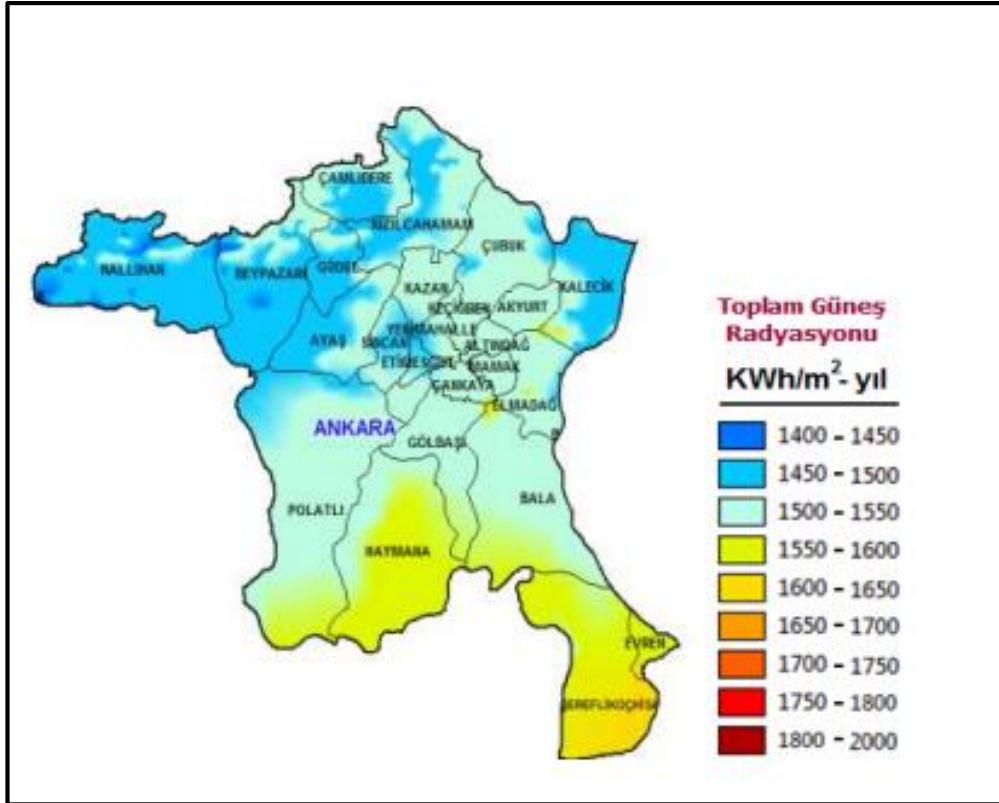 ÇAMLIDERE
KIZILCAHAMAM
ÇUBUK
NALLIHAN
BEYPAZARI
GÜDÜL
KALECİK
KAZAN
KEÇİÖREN
AKYURT
AYAŞ
SİNCAN
YENİMAHALLE
ALTINDAĞ
ETİMESGUT
MAMAK
ÇANKAYA
ELMADAĞ
ANKARA
GÖLBAŞI
BALA
POLATLI
HAYMANA
EVREN
ŞEREFLİKOÇHİSA
Toplam Güneş
Radyasyonu
KWh/m²- yıl
1400 - 1450
1450 - 1500
1500 - 1550
1550 - 1600
1600 - 1650
1650 - 1700
1700 - 1750
1750 - 1800
1800 - 2000